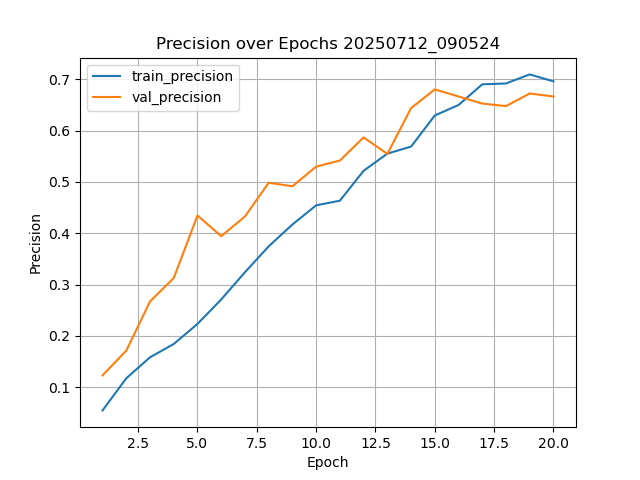 Precision over Epochs 20250712_090524
train_precision
val_precision
0.7
0.6
0.5
0.4
0.3
0.2
0.1
Precision
2.5 5.0 7.5 10.0 12.5 15.0 17.5 20.0
Epoch